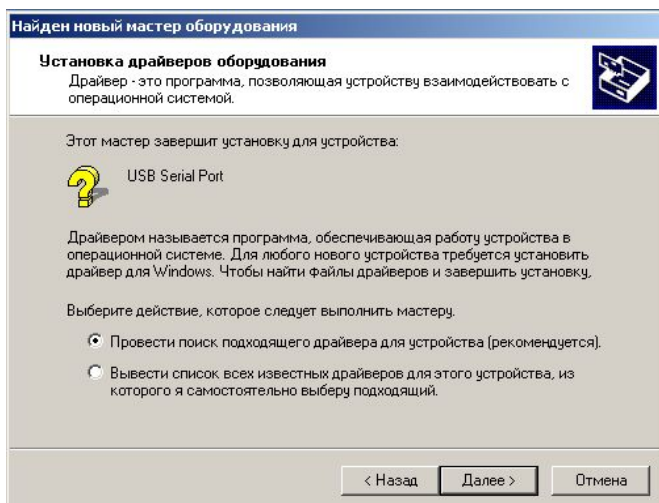 Найден новый мастер оборудования
Установка драйверов оборудования
Драйвер - это программа, позволяющая устройству взаимодействовать с
операционной системой.
Этот мастер завершит установку для устройства:
USB Serial Port
Драйвером называется программа, обеспечивающая работу устройства в
операционной системе. Для любого нового устройства требуется установить
драйвер для Windows. Чтобы найти файлы драйверов и завершить установку,
Выберите действие, которое следует выполнить мастеру.
Провести поиск подходящего драйвера для устройства (рекомендуется).
Вывести список всех известных драйверов для этого устройства, из
которого я самостоятельно выберу подходящий.
< Назад Далее > Отмена